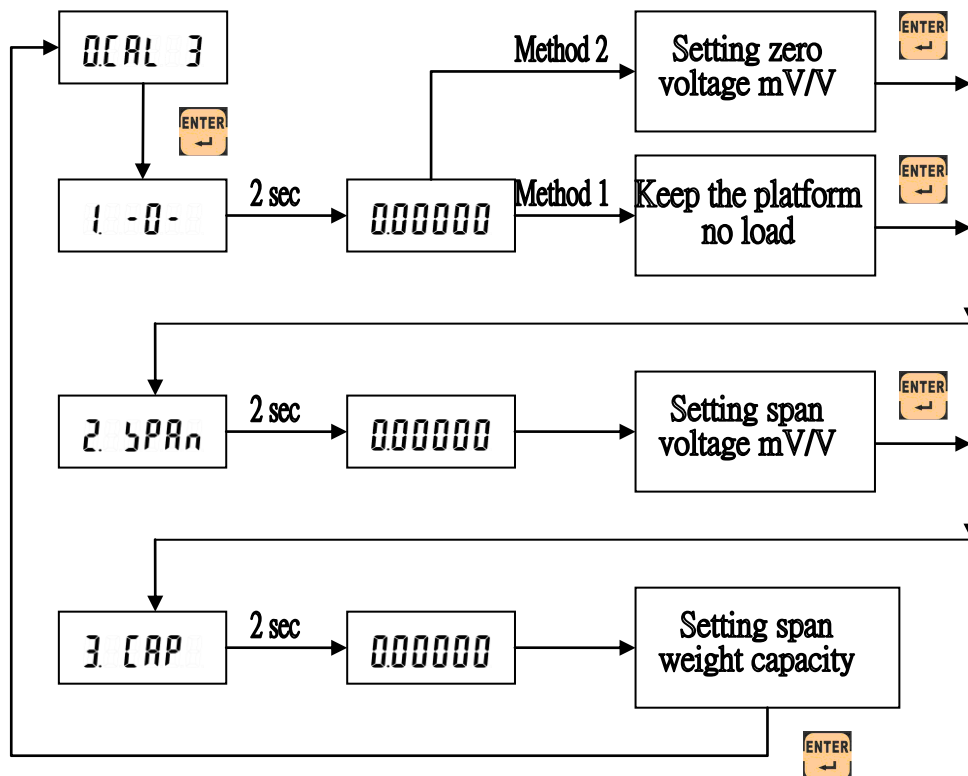 0.CAL 3
ENTER
Method 2
Setting zero
voltage mV/V
ENTER
1. -0-
2 sec
0.00000
Method 1
Keep the platform
no load
ENTER
2. SPAn
2 sec
0.00000
Setting span
voltage mV/V
ENTER
3. CAP
2 sec
0.00000
Setting span
weight capacity
ENTER